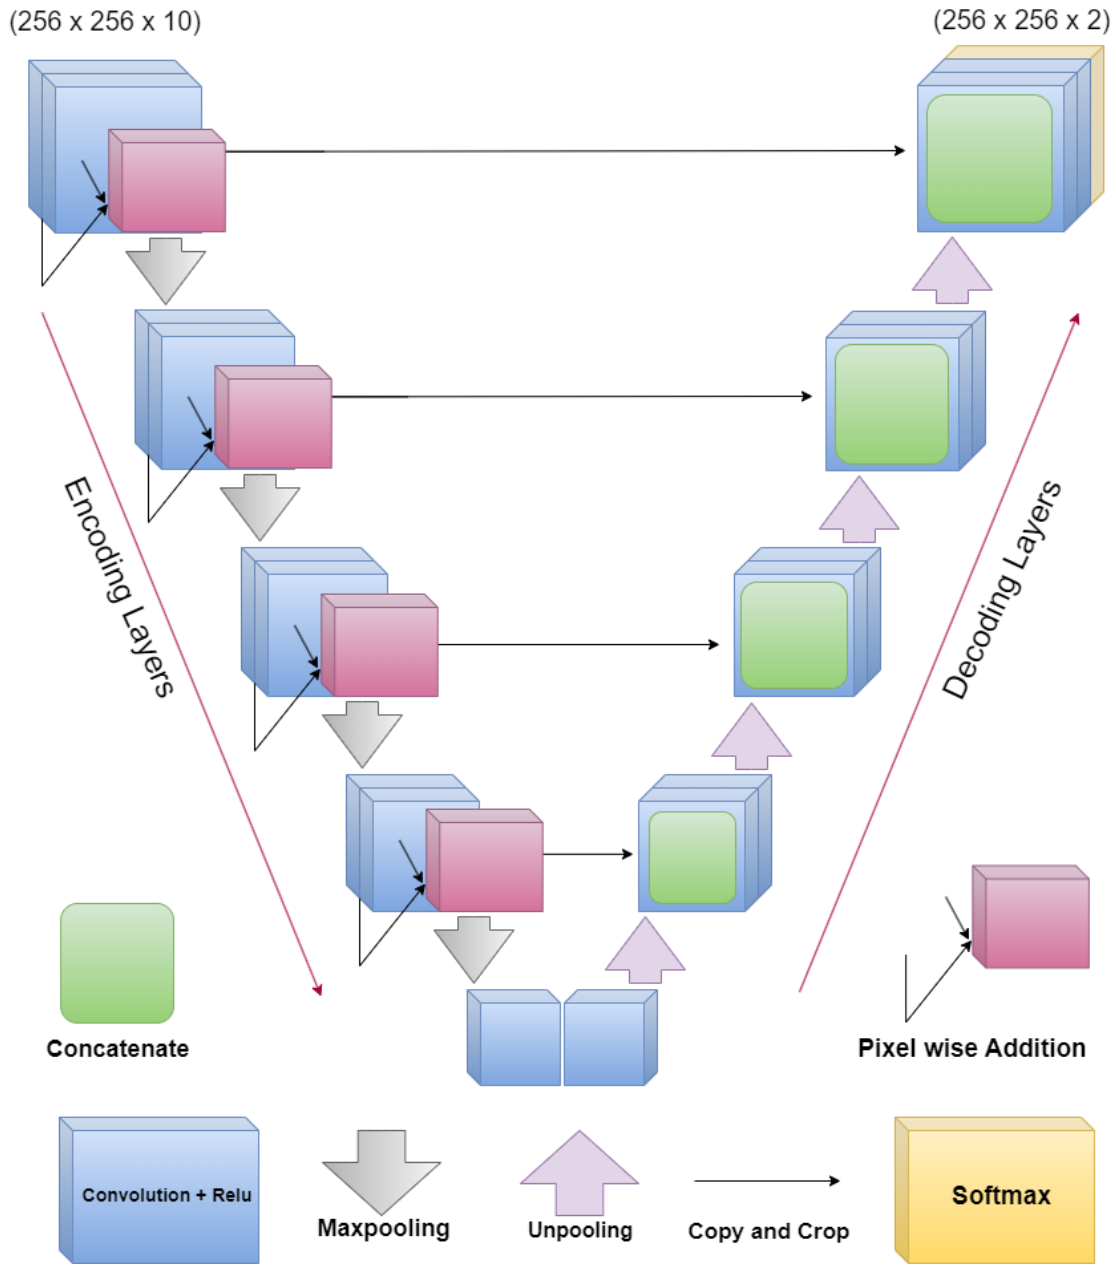 (256 x 256 x 10)
(256 x 256 x 2)
Encoding Layers
Decoding Layers
Concatenate
Pixel wise Addition
Convolution + Relu
Maxpooling
Unpooling
Copy and Crop
Softmax